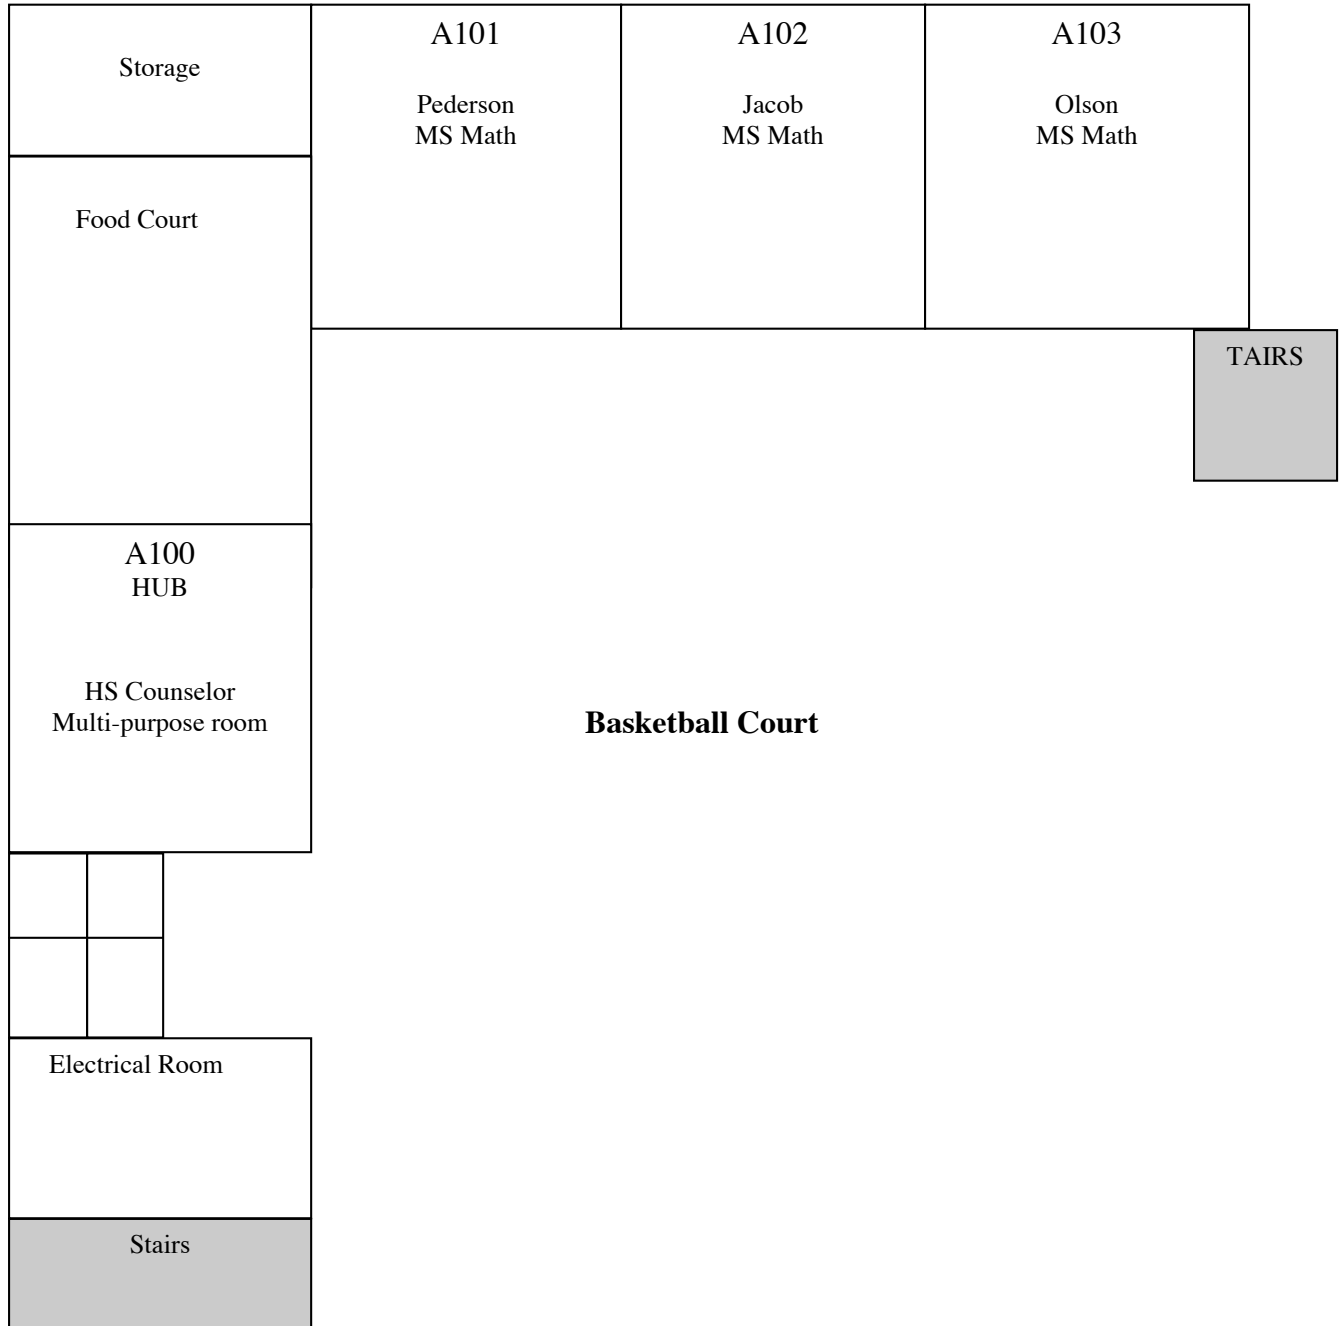 Storage
A101
Pederson
MS Math
A102
Jacob
MS Math
A103
Olson
MS Math
Food Court
TAIRS
A100
HUB
HS Counselor
Multi-purpose room
Basketball Court
Electrical Room
Stairs